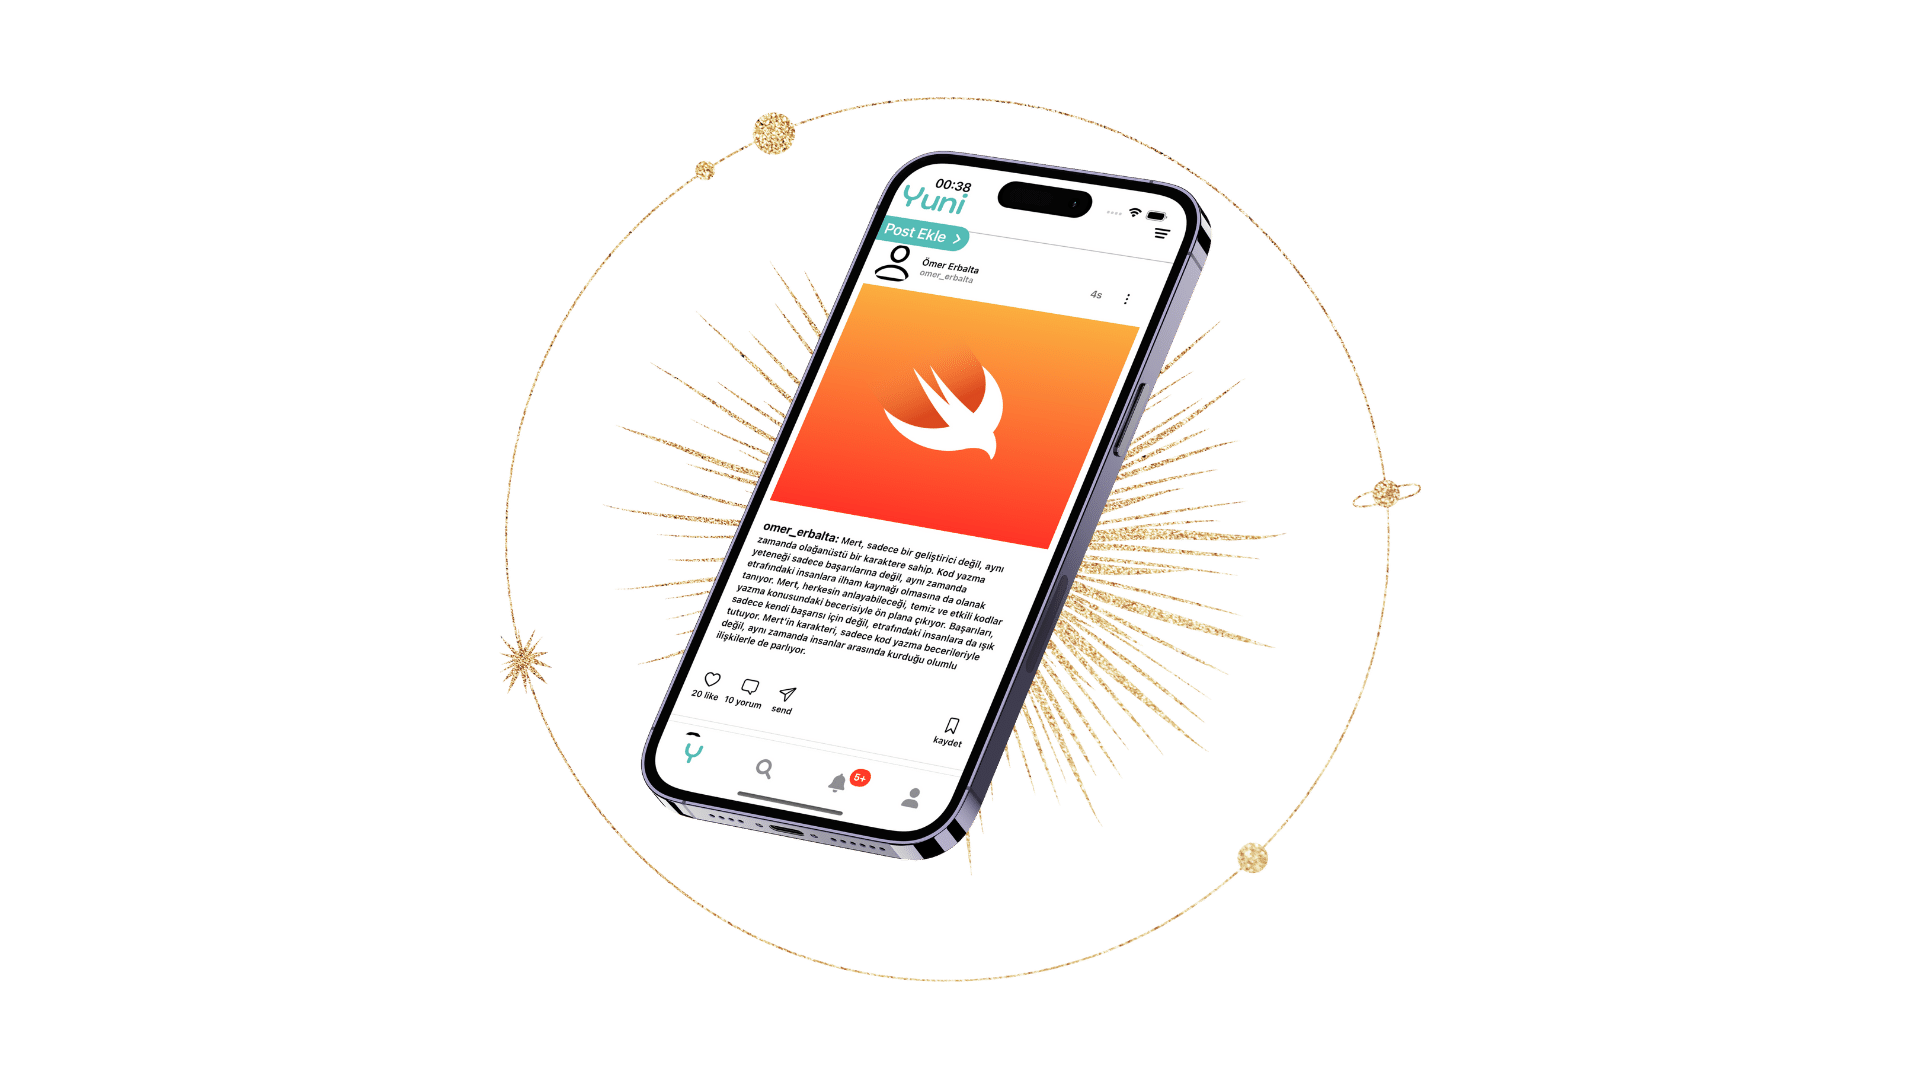 00:38
Yuni
Post Ekle
Ömer Erbalta
omer_erbalta
4s
omer_erbalta: Mert, sadece bir geliştirici değil, aynı
zamanda olağanüstü bir karaktere sahip. Kod yazma
yeteneği sadece başarılarına değil, aynı zamanda
etrafındaki insanlara ilham kaynağı olmasına da olanak
tanıyor. Mert, herkesin anlayabileceği, temiz ve etkili kodlar
yazma konusundaki becerisiyle ön plana çıkıyor. Başarıları,
sadece kendi başarısı için değil, etrafındaki insanlara da ışık
tutuyor. Mert'in karakteri, sadece kod yazma becerileriyle
değil, aynı zamanda insanlar arasında kurduğu olumlu
ilişkilerle de parlıyor.
20 like 10 yorum send
kaydet
Y
5+